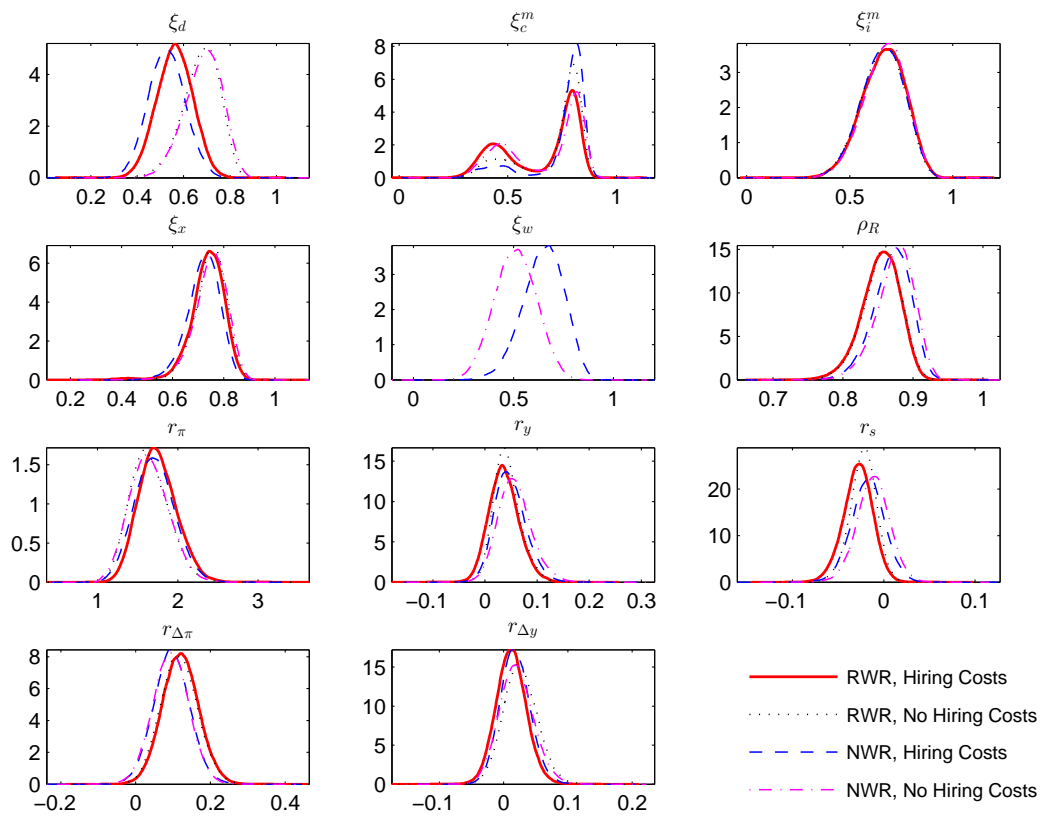 ξ_d ξ_c^m ξ_i^m
4 2 0
0.2 0.4 0.6 0.8 1
8 6 4 2 0
0 0.5 1
3 2 1 0
0 0.5 1
ξ_x ξ_w ρ_R
6 4 2 0
0.2 0.4 0.6 0.8 1
3 2 1 0
0 0.5 1
15 10 5 0
0.7 0.8 0.9 1
r_π r_y r_s
1.5 1 0.5 0
1 2 3
15 10 5 0
−0.1 0 0.1 0.2 0.3
20 10 0
−0.1 0 0.1
r_Δπ r_Δy
8 6 4 2 0
−0.2 0 0.2 0.4
15 10 5 0
−0.1 0 0.1 0.2
RWR, Hiring Costs
RWR, No Hiring Costs
NWR, Hiring Costs
NWR, No Hiring Costs